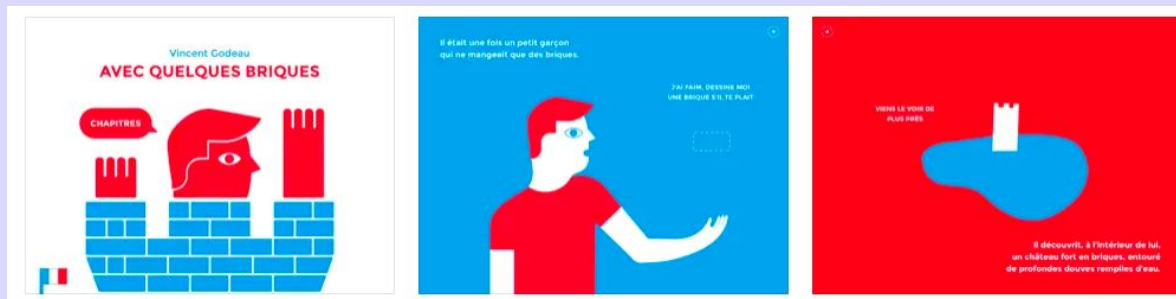 Vincent Godeau
AVEC QUELQUES BRIQUES
CHAPITRES
Il était une fois un petit garçon
qui ne mangeait que des briques.
J'AI FAIM, DESSINE MOI
UNE BRIQUE S'IL TE PLAIT
VIENS LE VOIR DE
PLUS PRÈS
Il découvrit, à l'intérieur de lui,
un château fort en briques, entouré
de profondes douves remplies d'eau.